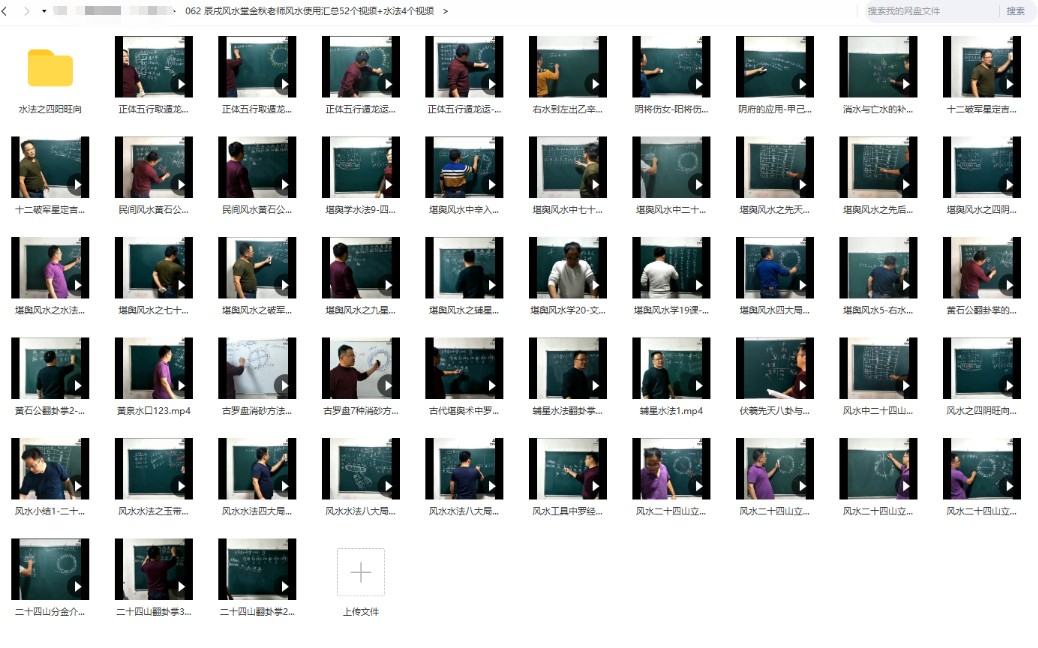 062 辰戌风水堂金秋老师风水使用汇总52个视频+水法4个视频 >
搜索我的网盘文件 搜索
水法之四阳旺向
正体五行取遁龙...
正体五行取遁龙...
正体五行遁龙运...
正体五行遁龙运-...
右水到左出乙辛...
阴将伤女-阳将伤...
阴府的应用-甲己...
消水与亡水的补...
十二破军星定吉...
十二破军星定吉...
民间风水黄石公...
民间风水黄石公...
堪舆学水法9-四...
堪舆风水中辛入...
堪舆风水中七十...
堪舆风水中二十...
堪舆风水之先天...
堪舆风水之先后...
堪舆风水之四阴...
堪舆风水之水法...
堪舆风水之七十...
堪舆风水之破军...
堪舆风水之九星...
堪舆风水之辅星...
堪舆风水学20-文...
堪舆风水学19课-...
堪舆风水四大局...
堪舆风水5-右水...
黄石公翻卦掌的...
黄石公翻卦掌2-...
黄泉水口123.mp4
古罗盘消砂方法...
古罗盘7种消砂方...
古代堪舆术中罗...
辅星水法翻卦掌...
辅星水法1.mp4
伏羲先天八卦与...
风水中二十四山...
风水之四阴旺向...
风水小结1-二十...
风水水法之玉带...
风水水法四大局...
风水水法八大局...
风水水法八大局...
风水工具中罗经...
风水二十四山立...
风水二十四山立...
风水二十四山立...
风水二十四山立...
二十四山分金介...
二十四山翻卦掌3...
二十四山翻卦掌2...
上传文件